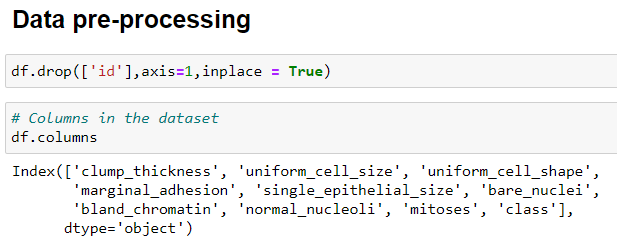 Data pre-processing
df.drop(['id'],axis=1,inplace = True)
# Columns in the dataset
df.columns
Index(['clump_thickness', 'uniform_cell_size', 'uniform_cell_shape',
'marginal_adhesion', 'single_epithelial_size', 'bare_nuclei',
'bland_chromatin', 'normal_nucleoli', 'mitoses', 'class'],
dtype='object')